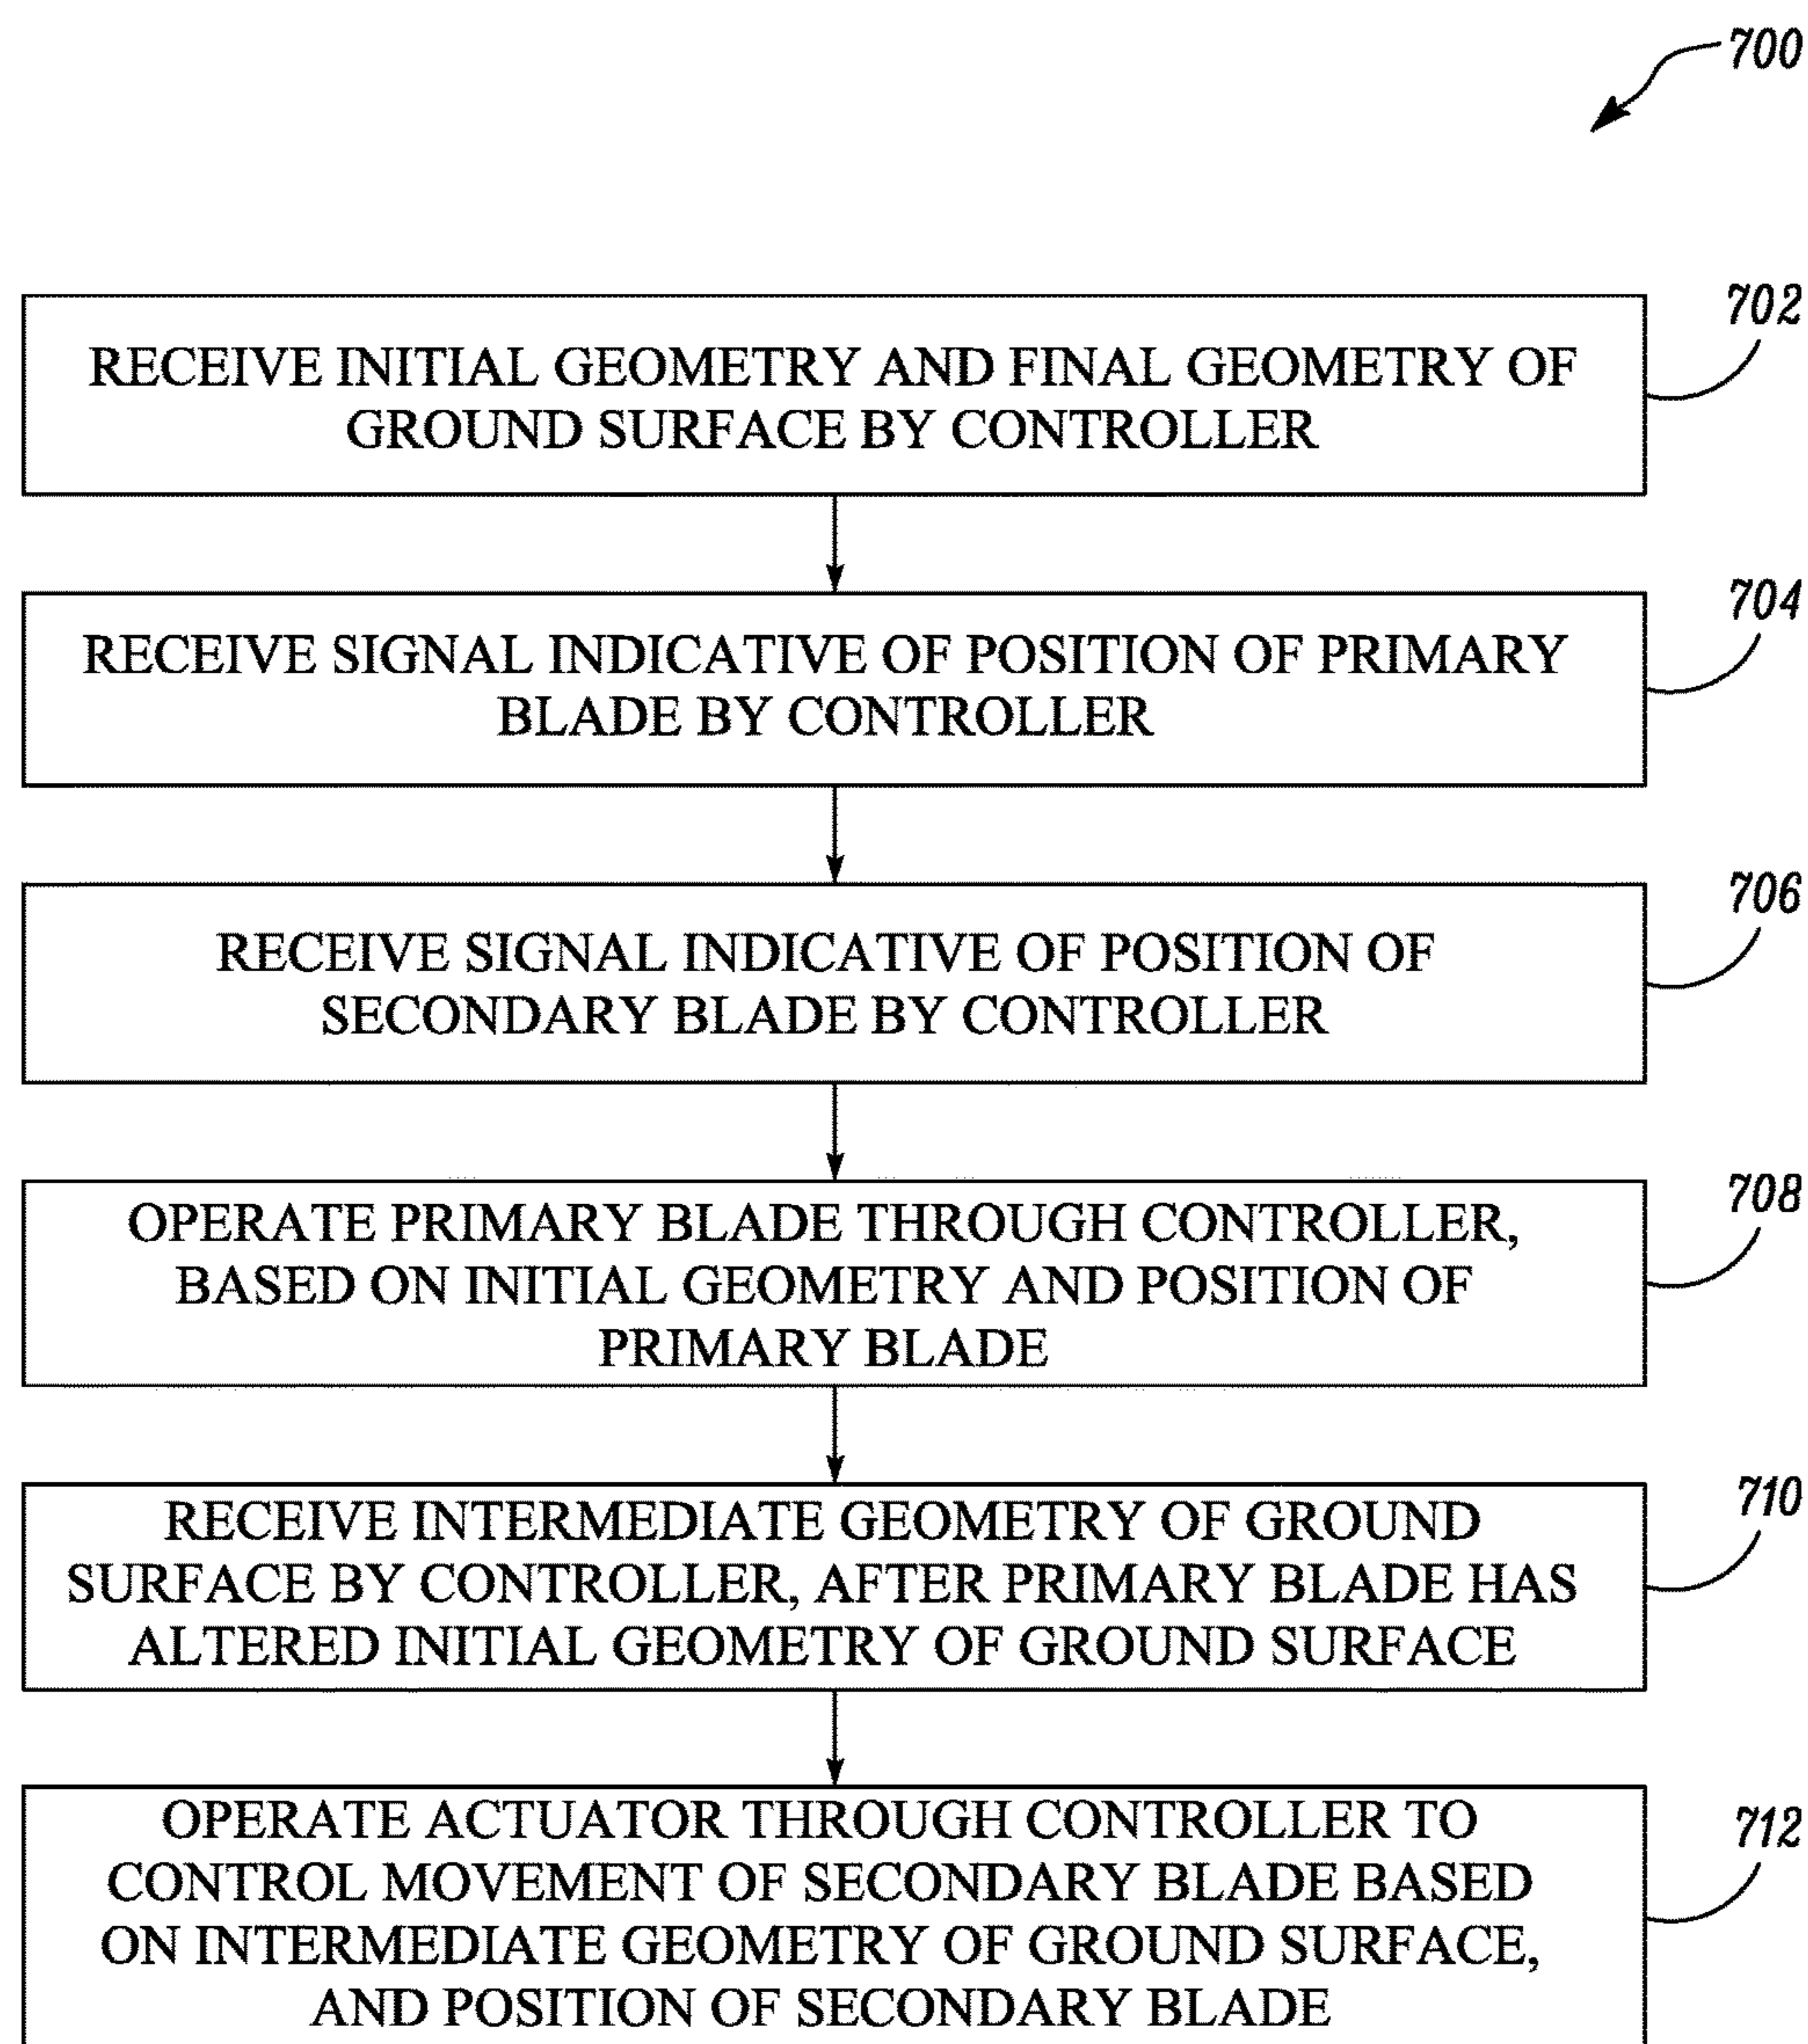 700
702
RECEIVE INITIAL GEOMETRY AND FINAL GEOMETRY OF
GROUND SURFACE BY CONTROLLER
704
RECEIVE SIGNAL INDICATIVE OF POSITION OF PRIMARY
BLADE BY CONTROLLER
706
RECEIVE SIGNAL INDICATIVE OF POSITION OF
SECONDARY BLADE BY CONTROLLER
708
OPERATE PRIMARY BLADE THROUGH CONTROLLER,
BASED ON INITIAL GEOMETRY AND POSITION OF
PRIMARY BLADE
710
RECEIVE INTERMEDIATE GEOMETRY OF GROUND
SURFACE BY CONTROLLER, AFTER PRIMARY BLADE HAS
ALTERED INITIAL GEOMETRY OF GROUND SURFACE
712
OPERATE ACTUATOR THROUGH CONTROLLER TO
CONTROL MOVEMENT OF SECONDARY BLADE BASED
ON INTERMEDIATE GEOMETRY OF GROUND SURFACE,
AND POSITION OF SECONDARY BLADE